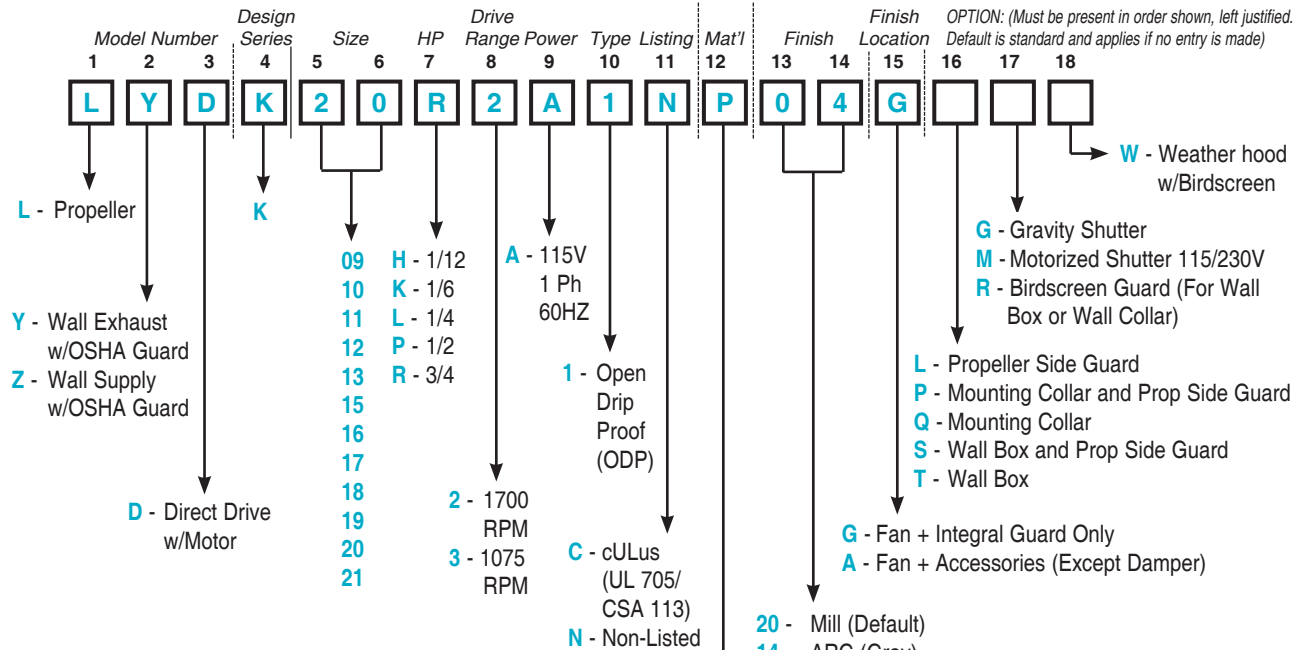 Design
Drive
Finish
OPTION: (Must be present in order shown, left justified.
Model Number
Series
Size
HP
Range Power
Type
Listing
Mat'l
Finish
Location
Default is standard and applies if no entry is made)
1 2 3 4 5 6 7 8 9 10 11 12 13 14 15 16 17 18
L Y D K 2 0 R 2 A 1 N P 0 4 G
W - Weather hood
w/Birdscreen
L - Propeller
K
G - Gravity Shutter
M - Motorized Shutter 115/230V
R - Birdscreen Guard (For Wall
Box or Wall Collar)
09
10
11
12
13
15
16
17
18
19
20
21
H - 1/12
K - 1/6
L - 1/4
P - 1/2
R - 3/4
A - 115V
1 Ph
60HZ
Y - Wall Exhaust
w/OSHA Guard
Z - Wall Supply
w/OSHA Guard
1 - Open
Drip
Proof
(ODP)
L - Propeller Side Guard
P - Mounting Collar and Prop Side Guard
Q - Mounting Collar
S - Wall Box and Prop Side Guard
T - Wall Box
D - Direct Drive
w/Motor
2 - 1700
RPM
3 - 1075
RPM
G - Fan + Integral Guard Only
A - Fan + Accessories (Except Damper)
C - cULus
(UL 705/
CSA 113)
N - Non-Listed
20 - Mill (Default)